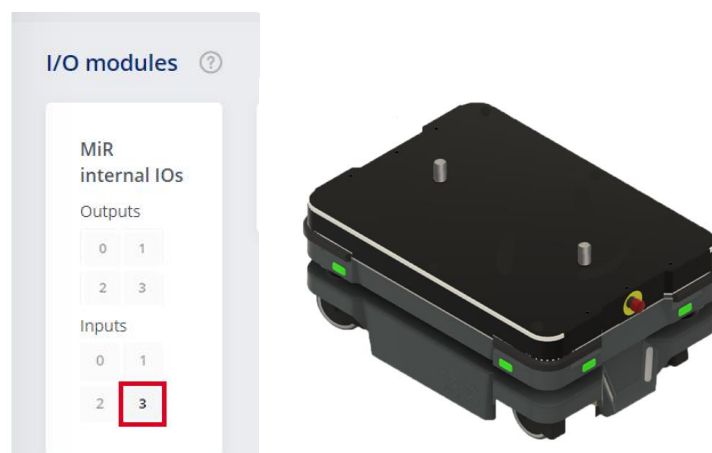 I/O modules ?
MiR
internal IOs
Outputs
0 1
2 3
Inputs
0 1
2 3